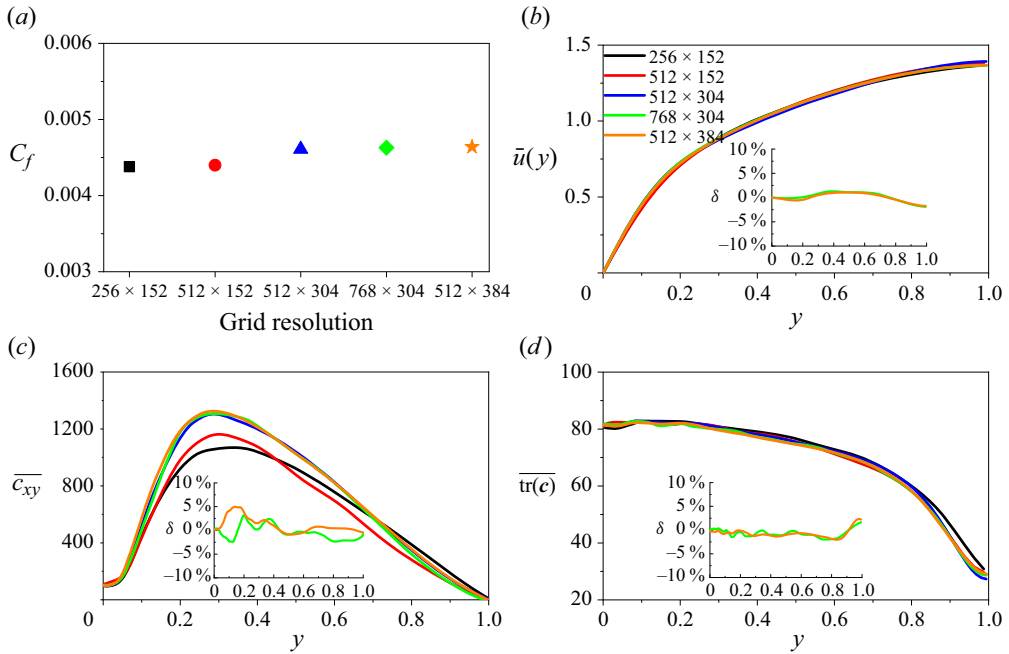 (a)
0.006
0.005
C_f
0.004
0.003
256 × 152 512 × 152 512 × 304 768 × 304 512 × 384
Grid resolution
(b)
1.5
256 × 152
512 × 152
512 × 304
768 × 304
512 × 384
1.0
ū(y)
0.5
10 %
5 %
δ 0 %
−5 %
−10 %
0 0.2 0.4 0.6 0.8 1.0
0 0.2 0.4 0.6 0.8 1.0
y
(c)
1600
1200
c̅_xy
800
400
10 %
5 %
δ 0 %
−5 %
−10 %
0 0.2 0.4 0.6 0.8 1.0
0 0.2 0.4 0.6 0.8 1.0
y
(d)
100
80
tr(c)
60
40
20
10 %
5 %
δ 0 %
−5 %
−10 %
0 0.2 0.4 0.6 0.8 1.0
0 0.2 0.4 0.6 0.8 1.0
y